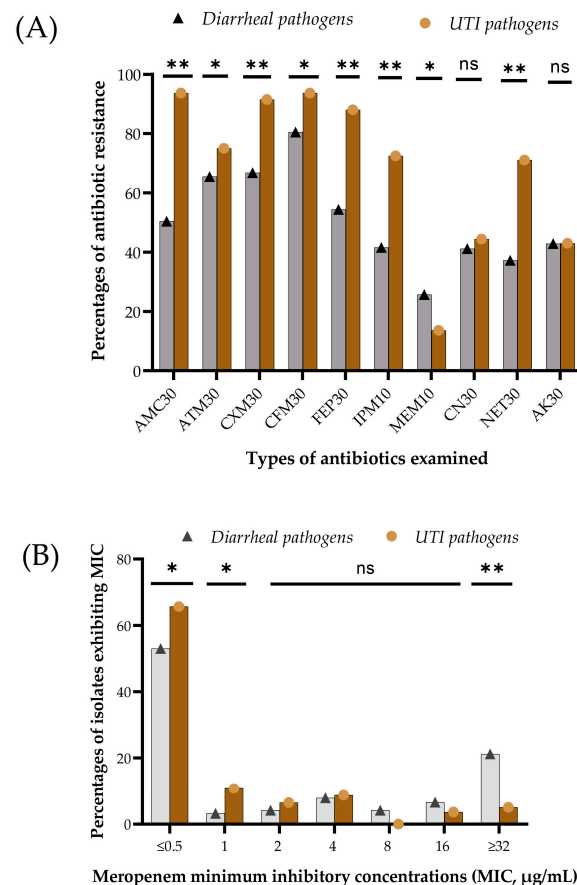 (A)
Diarrheal pathogens
UTI pathogens
** * ** * ** ** * ns ** ns
Percentages of antibiotic resistance
100
80
60
40
20
0
AMC30
ATM30
CXM30
CFM30
FEP30
IPM10
MEM10
CN30
NET30
AK30
Types of antibiotics examined
(B)
Diarrheal pathogens
UTI pathogens
* * ns **
Percentages of isolates exhibiting MIC
80
60
40
20
0
≤0.5 1 2 4 8 16 ≥32
Meropenem minimum inhibitory concentrations (MIC, µg/mL)